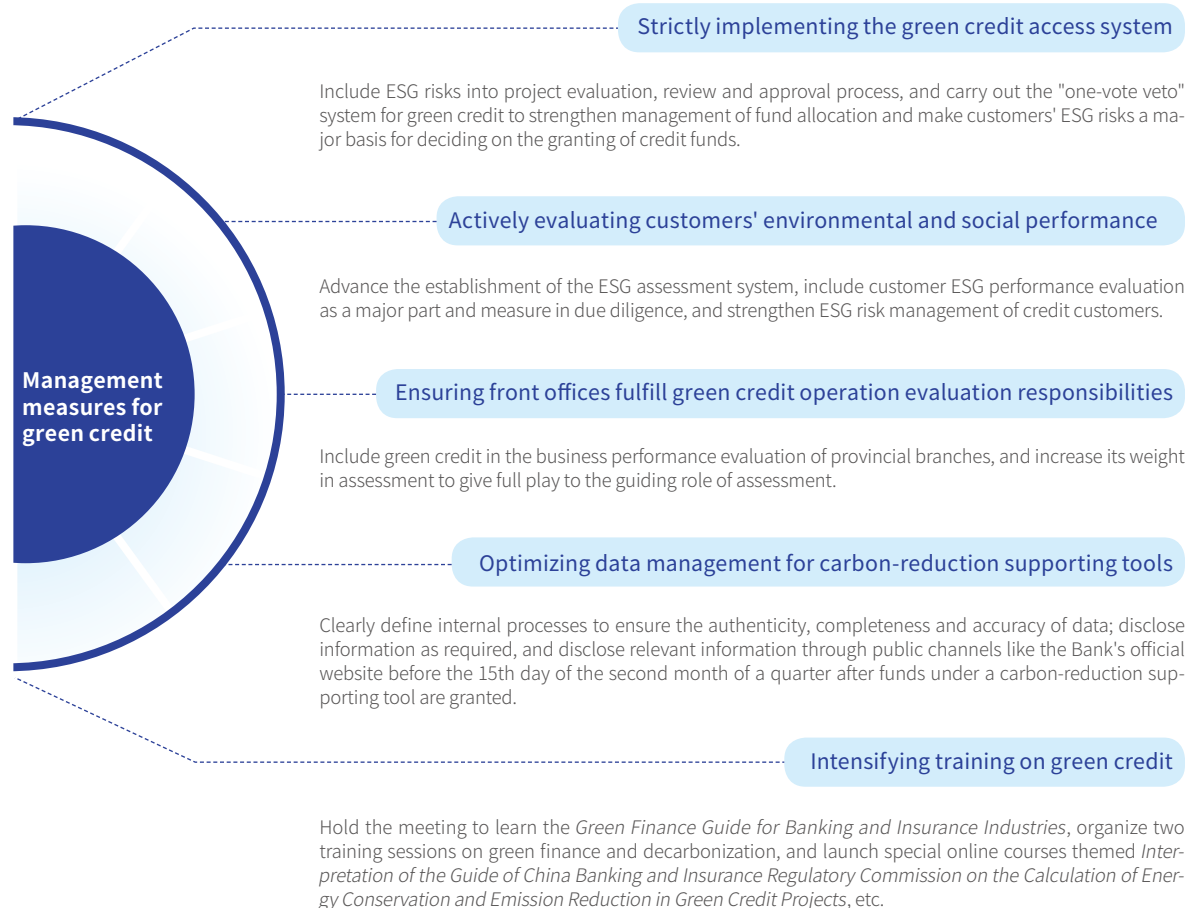 Strictly implementing the green credit access system
Include ESG risks into project evaluation, review and approval process, and carry out the "one-vote veto"
system for green credit to strengthen management of fund allocation and make customers' ESG risks a ma-
jor basis for deciding on the granting of credit funds.
Actively evaluating customers' environmental and social performance
Advance the establishment of the ESG assessment system, include customer ESG performance evaluation
as a major part and measure in due diligence, and strengthen ESG risk management of credit customers.
Management
measures for
green credit
Ensuring front offices fulfill green credit operation evaluation responsibilities
Include green credit in the business performance evaluation of provincial branches, and increase its weight
in assessment to give full play to the guiding role of assessment.
Optimizing data management for carbon-reduction supporting tools
Clearly define internal processes to ensure the authenticity, completeness and accuracy of data; disclose
information as required, and disclose relevant information through public channels like the Bank's official
website before the 15th day of the second month of a quarter after funds under a carbon-reduction sup-
porting tool are granted.
Intensifying training on green credit
Hold the meeting to learn the Green Finance Guide for Banking and Insurance Industries, organize two
training sessions on green finance and decarbonization, and launch special online courses themed Inter-
pretation of the Guide of China Banking and Insurance Regulatory Commission on the Calculation of Ener-
gy Conservation and Emission Reduction in Green Credit Projects, etc.